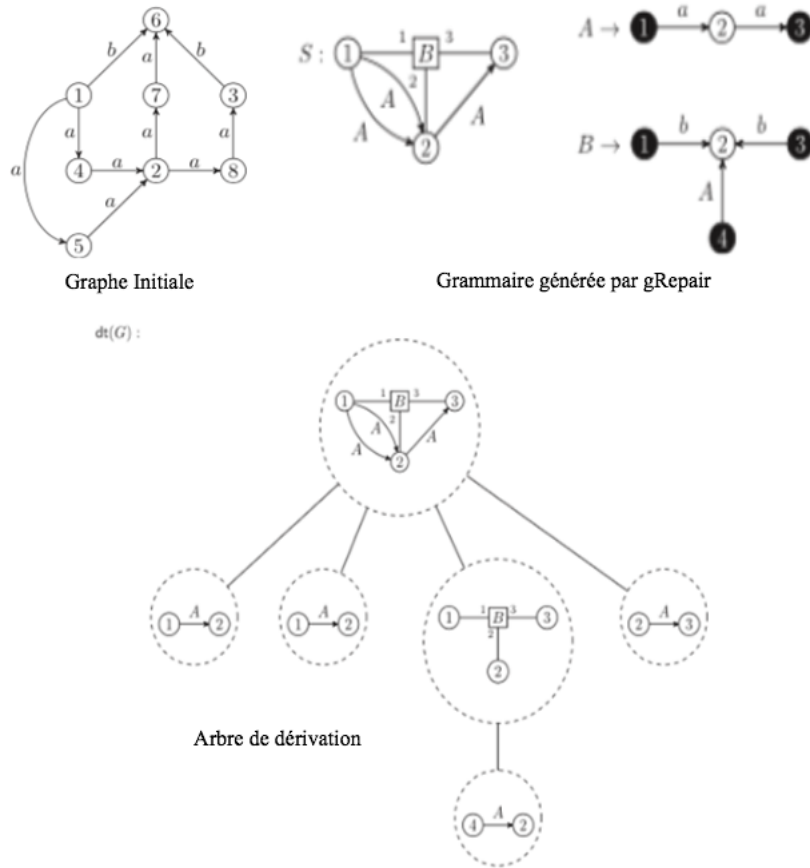 6
b
a
b
1
7
3
a
a
a
a
4
a
2
a
8
a
5
S :
1
1
B
3
3
2
A
A
A
2
A →
1
a
2
a
3
B →
1
b
2
b
3
A
4
Graphe Initiale
Grammaire générée par gRepair
dt(G) :
1
1
B
3
3
2
A
A
A
2
1
A
2
1
A
2
1
1
B
3
3
2
2
2
A
3
Arbre de dérivation
4
A
2